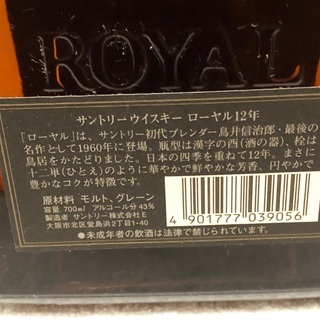 ROYAL
サントリーウイスキー ローヤル12年
「ローヤル」は、サントリー初代ブレンダー鳥井信治郎・最後の
名作として1960年に登場。瓶型は漢字の酉(酒の器)、栓は
鳥居をかたどりました。日本の四季を重ねて12年。まさに
十二単(ひとえ)のように華やかで鮮やかな芳香、円やかで
豊かなコクが特徴です。
原材料 モルト、グレーン
容量 700㎖ アルコール分 43%
製造者 サントリー株式会社E
大阪市北区堂島浜2丁目1-40
4 901777 039056
●未成年者の飲酒は法律で禁じられています。